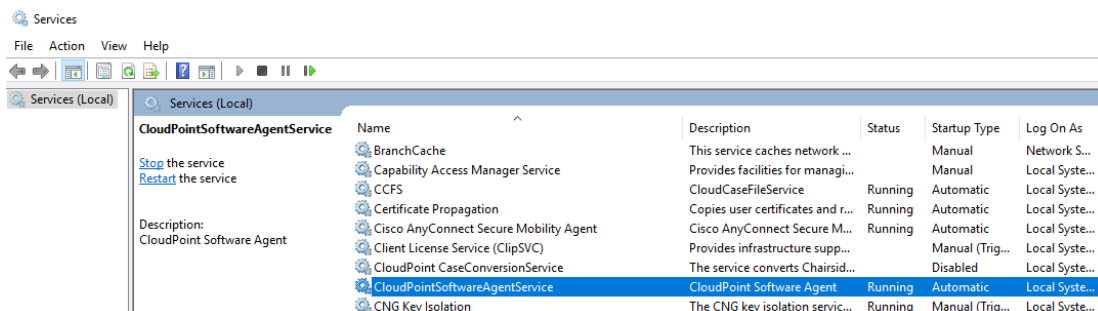 Services
File Action View Help
Services (Local)
Services (Local)
CloudPointSoftwareAgentService
Stop the service
Restart the service
Description:
CloudPoint Software Agent
Name Description Status Startup Type Log On As
BranchCache This service caches network ... Manual Network S...
Capability Access Manager Service Provides facilities for managi... Manual Local Syste...
CCFS CloudCaseFileService Running Automatic Local Syste...
Certificate Propagation Copies user certificates and r... Running Automatic Local Syste...
Cisco AnyConnect Secure Mobility Agent Cisco AnyConnect Secure M... Running Automatic Local Syste...
Client License Service (ClipSVC) Provides infrastructure supp... Manual (Trig... Local Syste...
CloudPoint CaseConversionService The service converts Chairsid... Disabled Local Syste...
CloudPointSoftwareAgentService CloudPoint Software Agent Running Automatic Local Syste...
CNG Key Isolation The CNG key isolation servic... Running Manual (Trig... Local Syste...